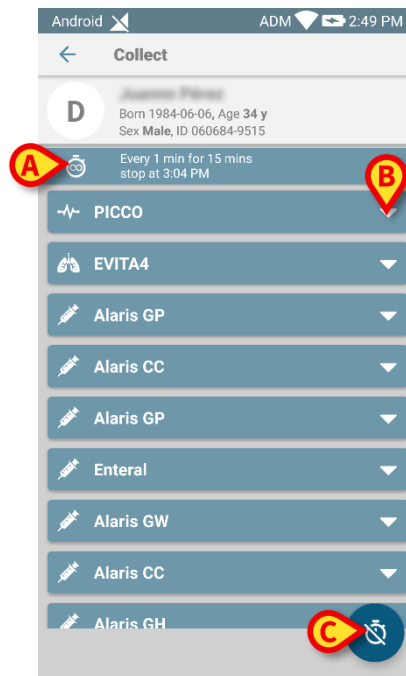 Android ADM 2:49 PM
Collect
D
Born 1984-06-06, Age 34 y
Sex Male, ID 060684-9515
A
Every 1 min for 15 mins
stop at 3:04 PM
B
PICCO
EVITA4
Alaris GP
Alaris CC
Alaris GP
Enteral
Alaris GW
Alaris CC
Alaris GH
C